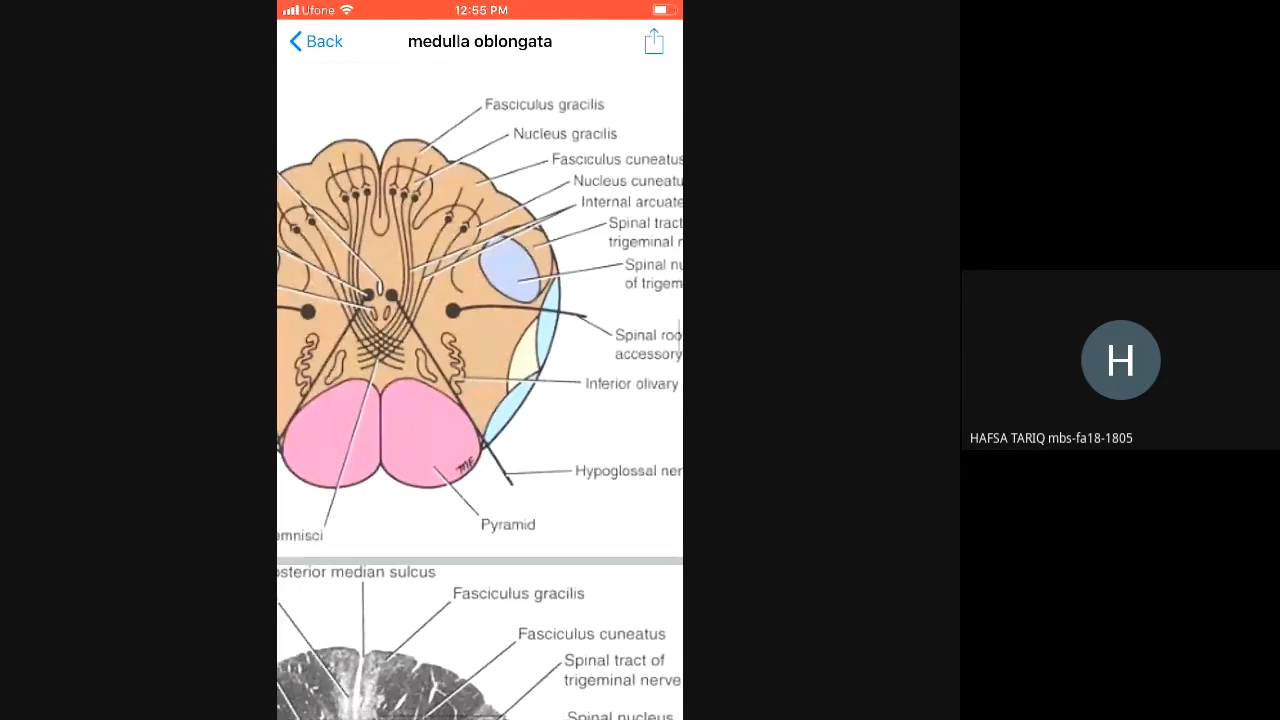 Ufone 12:55 PM
Back medulla oblongata
Fasciculus gracilis
Nucleus gracilis
Fasciculus cuneatus
Nucleus cuneatu
Internal arcuate
Spinal tract
trigeminal r
Spinal nu
of trigem
Spinal roo
accessory
Inferior olivary
Hypoglossal ner
Pyramid
emnisci
osterior median sulcus
Fasciculus gracilis
Fasciculus cuneatus
Spinal tract of
trigeminal nerve
Spinal nucleus
H
HAFSA TARIQ mbs-fa18-1805